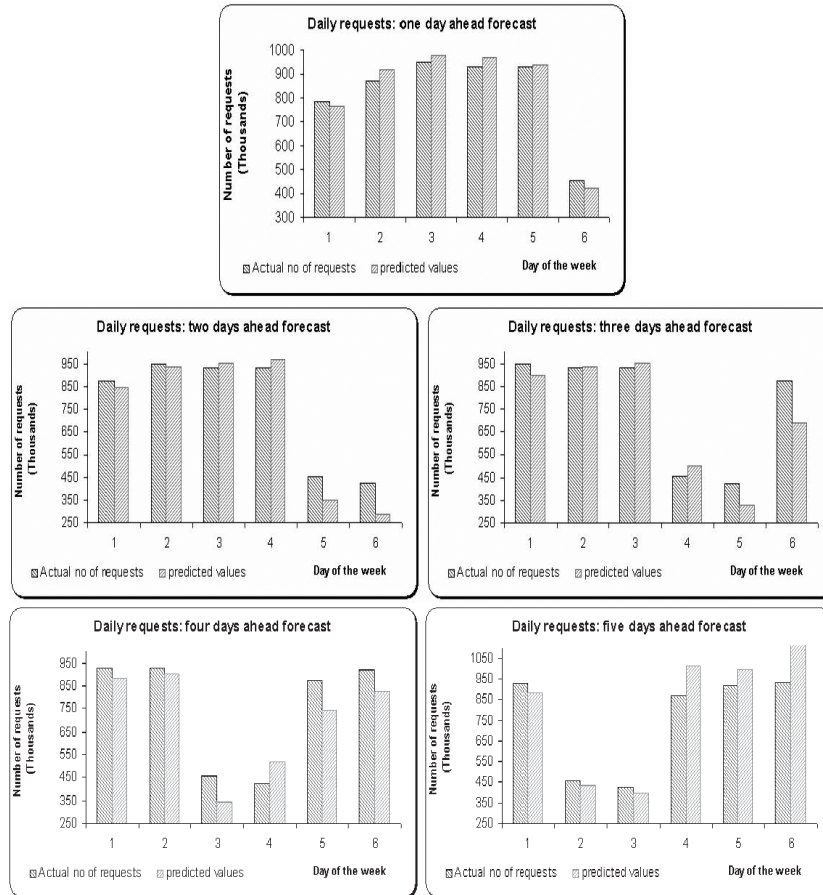 Daily requests: one day ahead forecast
Number of requests
(Thousands)
1000
900
800
700
600
500
400
300
1 2 3 4 5 6
Actual no of requests predicted values Day of the week
Daily requests: two days ahead forecast
Number of requests
(Thousands)
950
850
750
650
550
450
350
250
1 2 3 4 5 6
Actual no of requests predicted values Day of the week
Daily requests: three days ahead forecast
Number of requests
(Thousands)
950
850
750
650
550
450
350
250
1 2 3 4 5 6
Actual no of requests predicted values Day of the week
Daily requests: four days ahead forecast
Number of requests
(Thousands)
950
850
750
650
550
450
350
250
1 2 3 4 5 6
Actual no of requests predicted values Day of the week
Daily requests: five days ahead forecast
Number of requests
(Thousands)
1050
950
850
750
650
550
450
350
250
1 2 3 4 5 6
Actual no of requests predicted values Day of the week